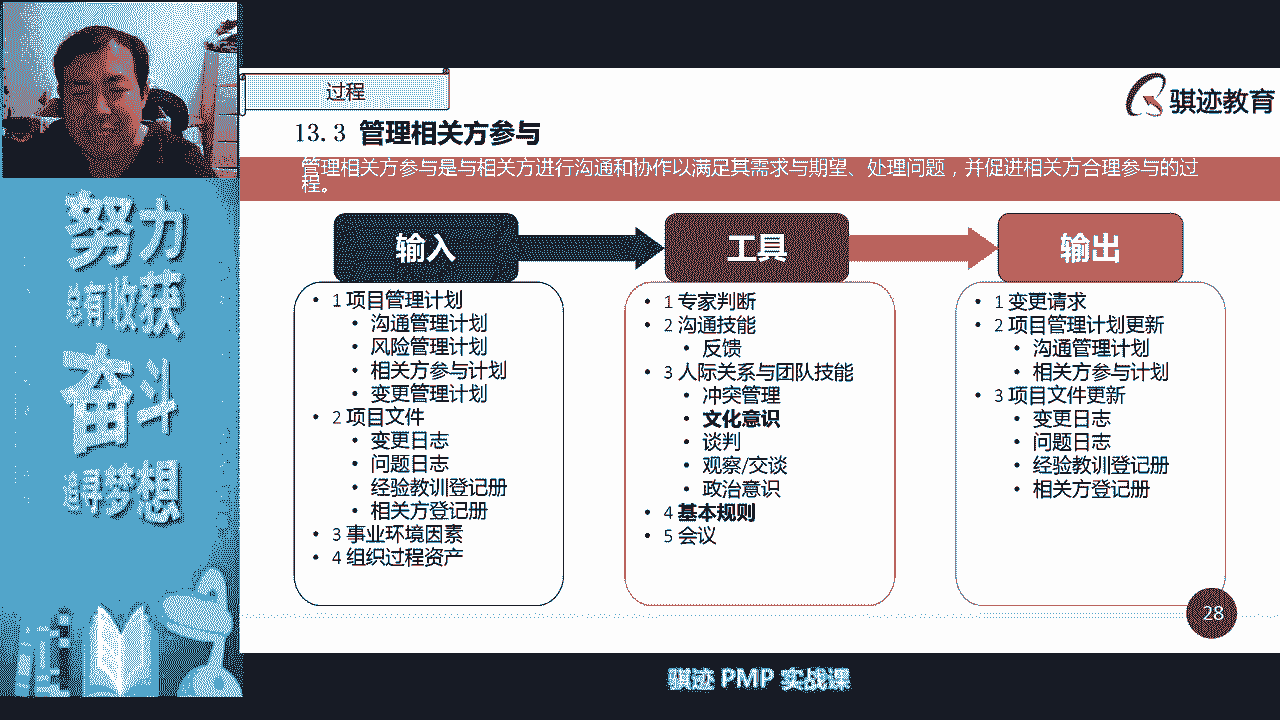 过程
骐迹教育
13.3 管理相关方参与
管理相关方参与是与相关方进行沟通和协作以满足其需求与期望、处理问题，并促进相关方合理参与的过
程。
输入
• 1 项目管理计划
• 沟通管理计划
• 风险管理计划
• 相关方参与计划
• 变更管理计划
• 2 项目文件
• 变更日志
• 问题日志
• 经验教训登记册
• 相关方登记册
• 3 事业环境因素
• 4 组织过程资产
工具
• 1 专家判断
• 2 沟通技能
• 反馈
• 3 人际关系与团队技能
• 冲突管理
• 文化意识
• 谈判
• 观察/交谈
• 政治意识
• 4 基本规则
• 5 会议
输出
• 1 变更请求
• 2 项目管理计划更新
• 沟通管理计划
• 相关方参与计划
• 3 项目文件更新
• 变更日志
• 问题日志
• 经验教训登记册
• 相关方登记册
28
努力
总有收获
奋斗
自寻梦想
骐迹 PMP 实战课